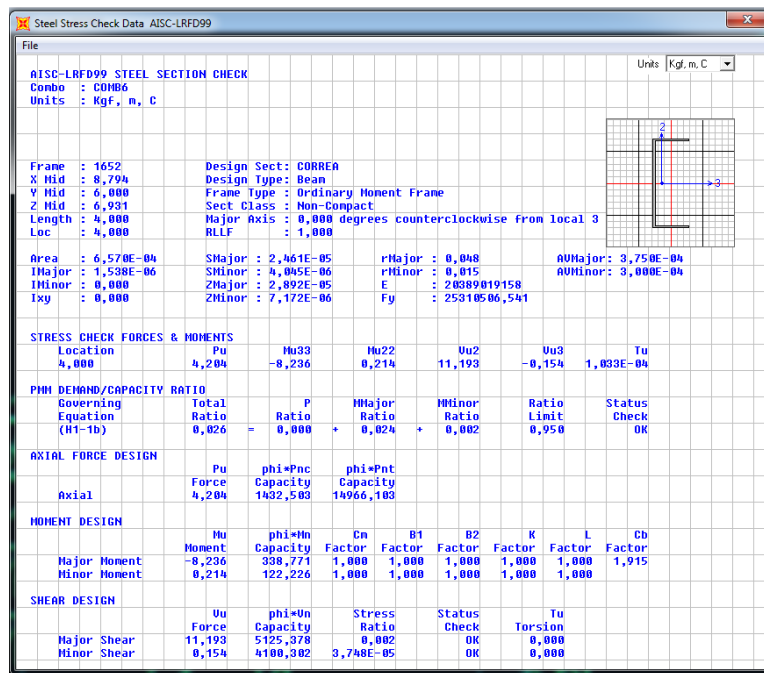 Steel Stress Check Data AISC-LRFD99
File
Units Kgf, m, C
AISC-LRFD99 STEEL SECTION CHECK
Combo : COMB6
Units : Kgf, m, C
2
3
Frame : 1652 Design Sect: CORREA
X Mid : 8,794 Design Type: Beam
Y Mid : 6,000 Frame Type : Ordinary Moment Frame
Z Mid : 6,931 Sect Class : Non-Compact
Length : 4,000 Major Axis : 0,000 degrees counterclockwise from local 3
Loc : 4,000 RLLF : 1,000
Area : 6,570E-04 SMajor : 2,461E-05 rMajor : 0,048 AVMajor: 3,750E-04
IMajor : 1,538E-06 SMinor : 4,045E-06 rMinor : 0,015 AVMinor: 3,000E-04
IMinor : 0,000 ZMajor : 2,892E-05 E : 20389019158
Ixy : 0,000 ZMinor : 7,172E-06 Fy : 25310506,541
STRESS CHECK FORCES & MOMENTS
Location Pu Mu33 Mu22 Vu2 Vu3 Tu
4,000 4,204 -8,236 0,214 11,193 -0,154 1,033E-04
PMM DEMAND/CAPACITY RATIO
Governing Total P MMajor MMinor Ratio Status
Equation Ratio Ratio Ratio Ratio Limit Check
(H1-1b) 0,026 = 0,000 + 0,024 + 0,002 0,950 OK
AXIAL FORCE DESIGN
Pu phi*Pnc phi*Pnt
Force Capacity Capacity
Axial 4,204 1432,503 14966,103
MOMENT DESIGN
Mu phi*Mn Cm B1 B2 K L Cb
Moment Capacity Factor Factor Factor Factor Factor Factor
Major Moment -8,236 338,771 1,000 1,000 1,000 1,000 1,000 1,915
Minor Moment 0,214 122,226 1,000 1,000 1,000 1,000 1,000
SHEAR DESIGN
Vu phi*Vn Stress Status Tu
Force Capacity Ratio Check Torsion
Major Shear 11,193 5125,378 0,002 OK 0,000
Minor Shear 0,154 4100,302 3,748E-05 OK 0,000